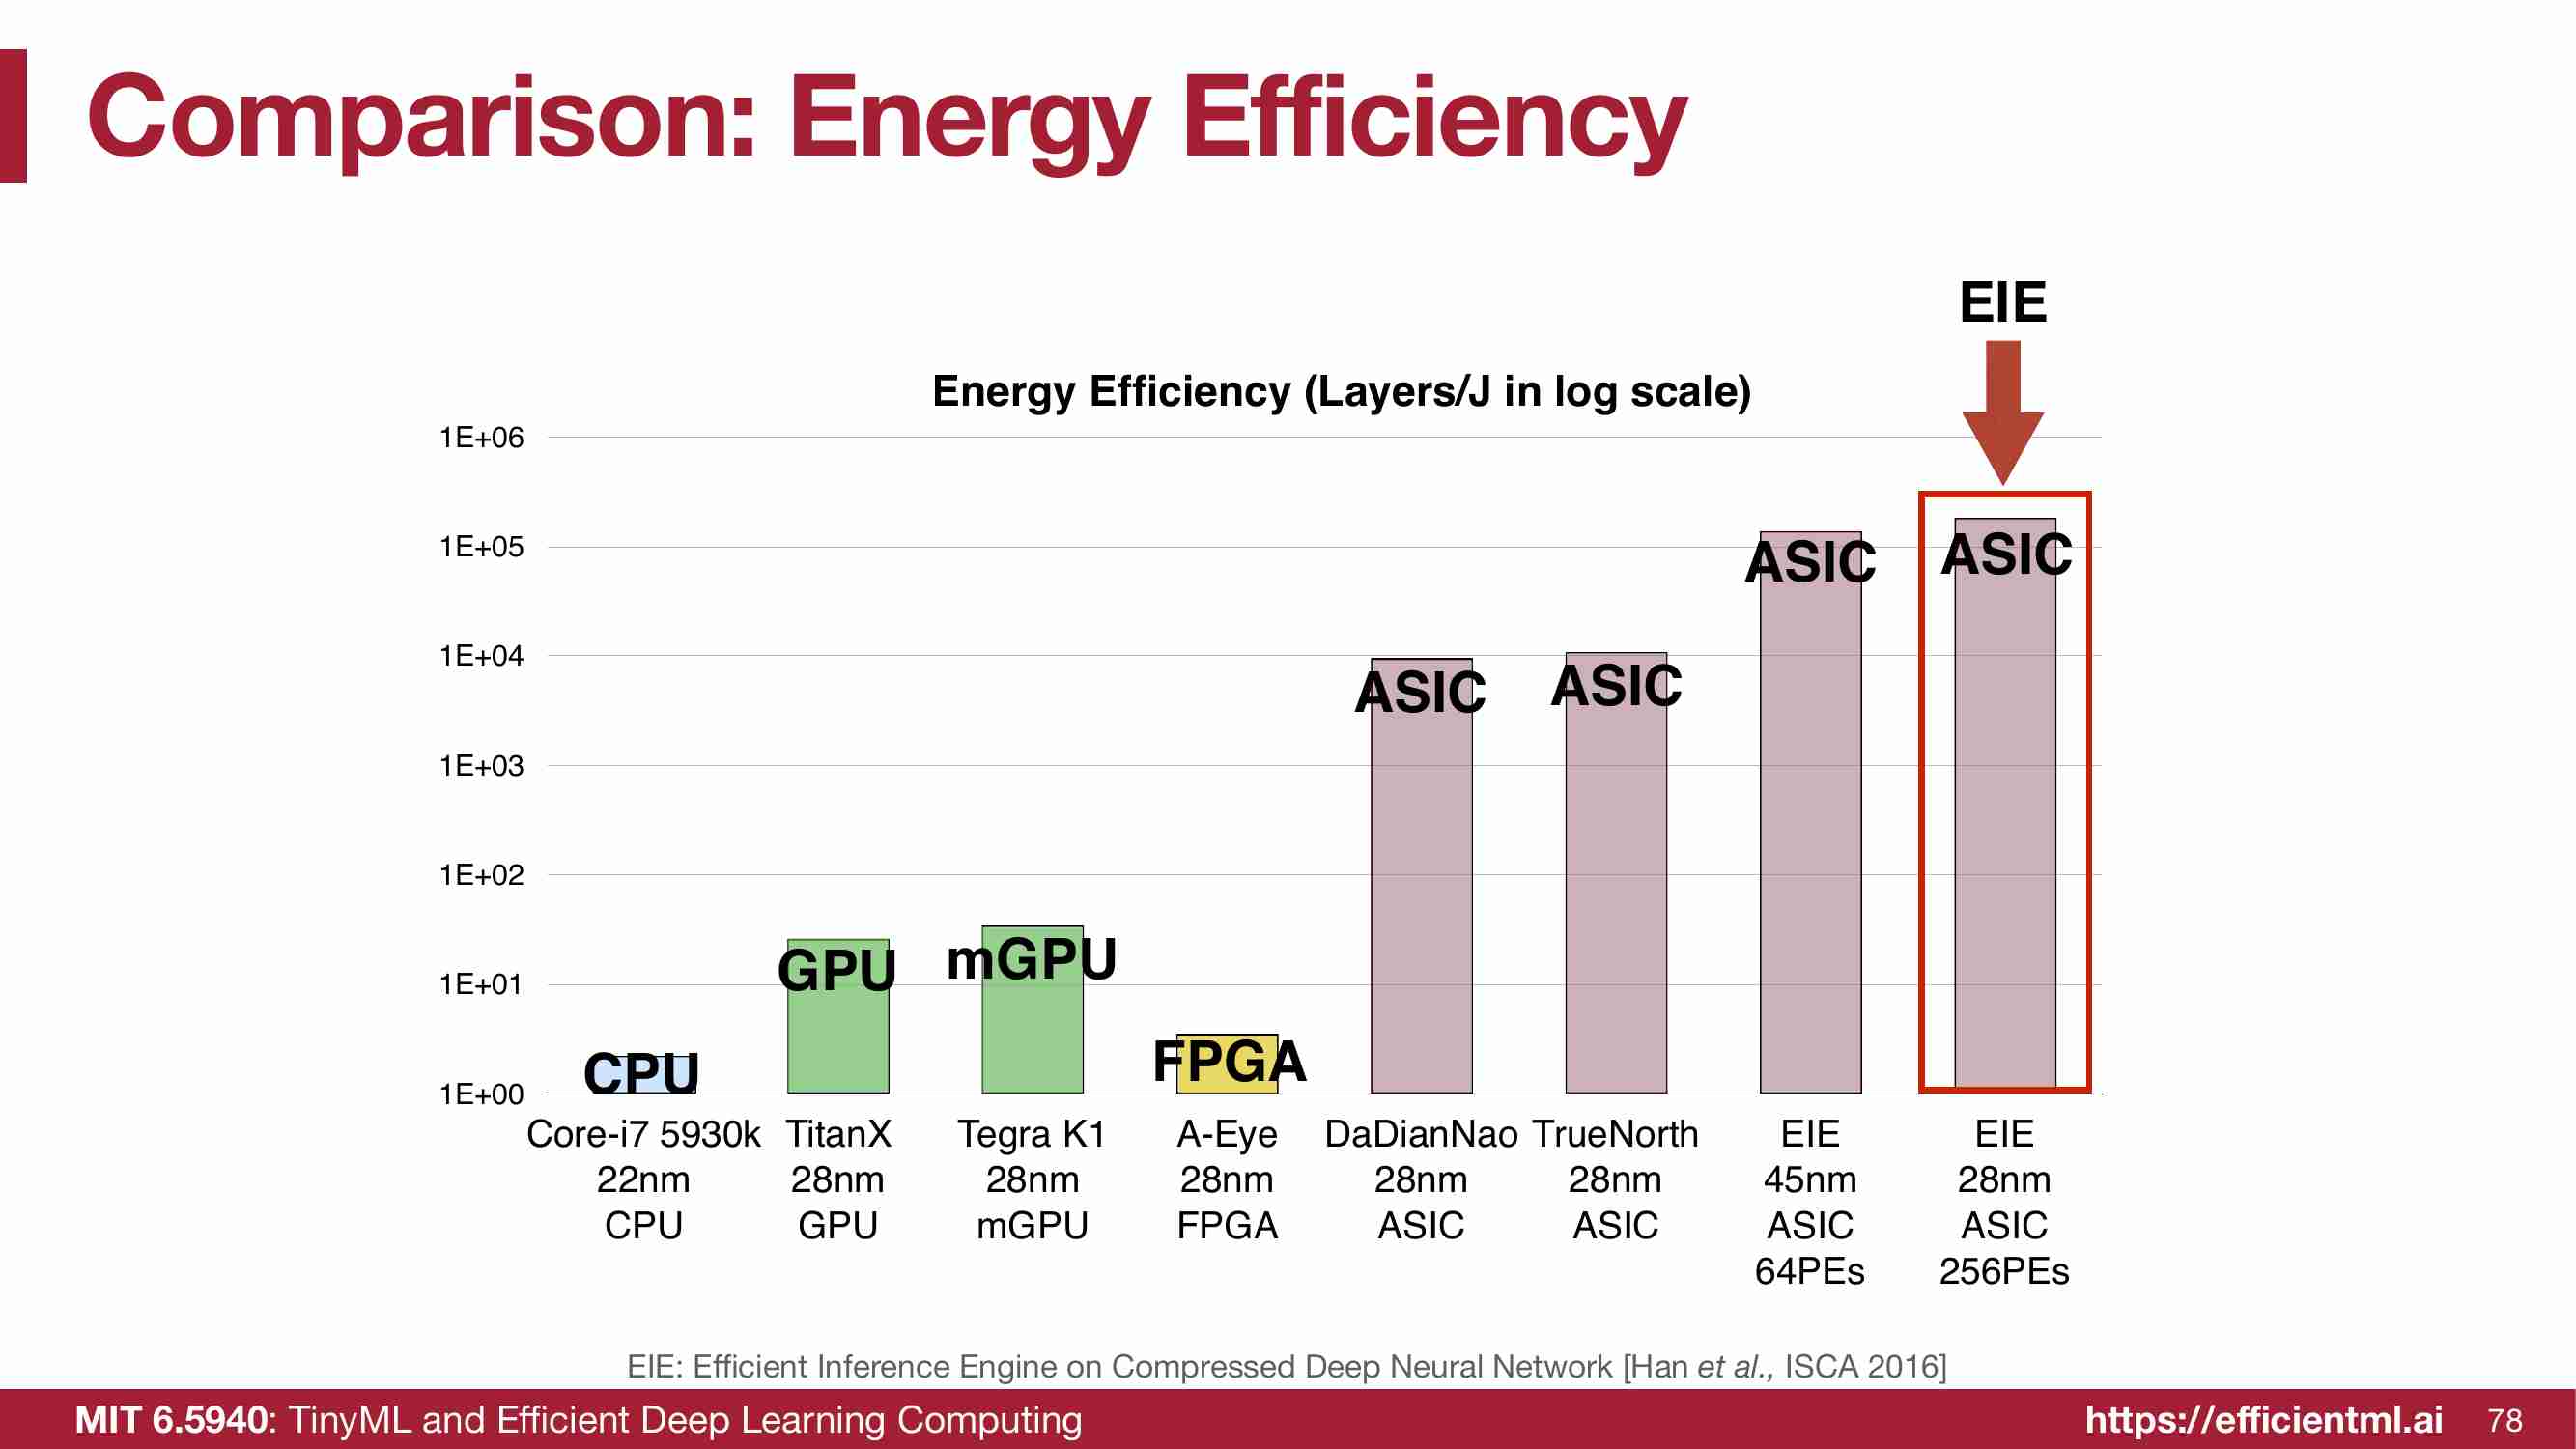 Comparison: Energy Efficiency
EIE
Energy Efficiency (Layers/J in log scale)
1E+06
1E+05
1E+04
1E+03
1E+02
1E+01
1E+00
CPU
GPU
mGPU
FPGA
ASIC
ASIC
ASIC
ASIC
Core-i7 5930k TitanX Tegra K1 A-Eye DaDianNao TrueNorth EIE EIE
22nm 28nm 28nm 28nm 28nm 28nm 45nm 28nm
CPU GPU mGPU FPGA ASIC ASIC ASIC ASIC
64PEs 256PEs
EIE: Efficient Inference Engine on Compressed Deep Neural Network [Han et al., ISCA 2016]
MIT 6.5940: TinyML and Efficient Deep Learning Computing https://efficientml.ai 78